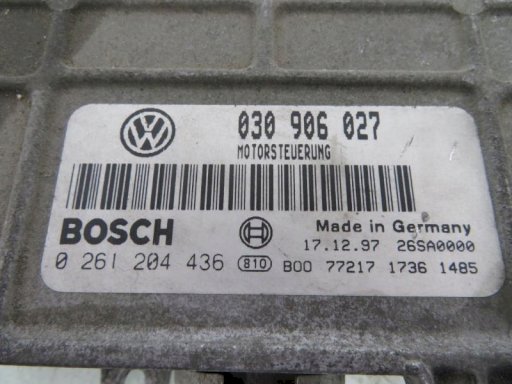 VW 030 906 027
MOTORSTEUERUNG
BOSCH Made in Germany
17.12.97 26SA0000
0 261 204 436 810 B00 77217 1736 1485